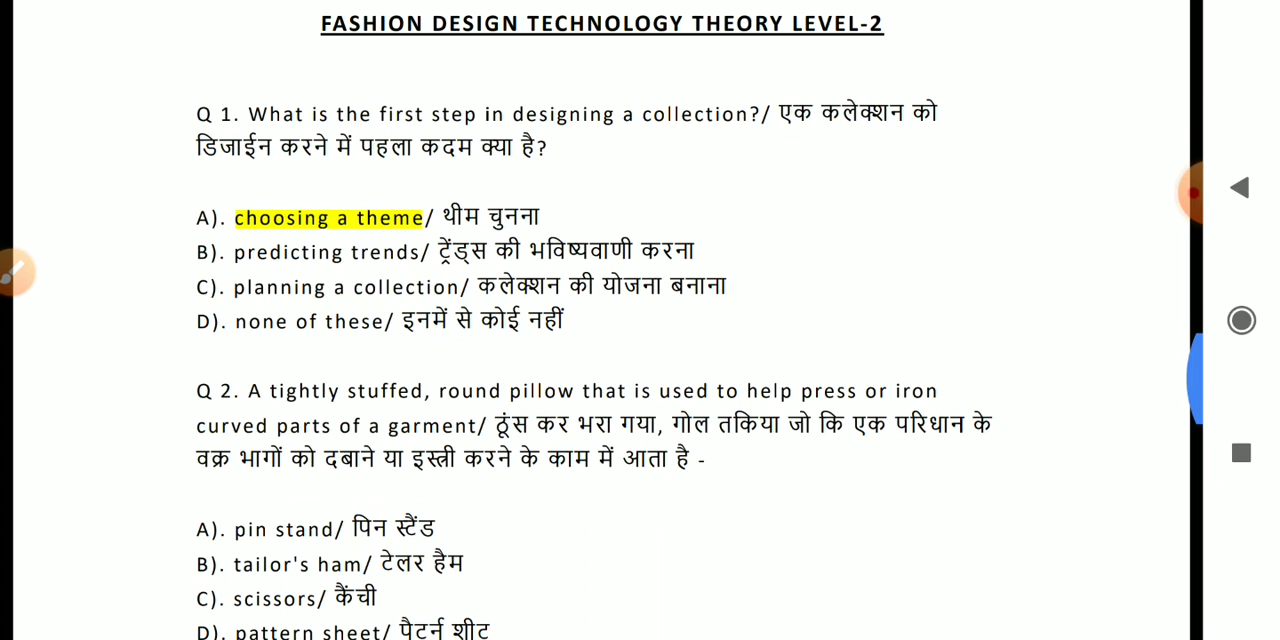 FASHION DESIGN TECHNOLOGY THEORY LEVEL-2
Q 1. What is the first step in designing a collection?/ एक कलेक्शन को
डिजाईन करने में पहला कदम क्या है?
A). choosing a theme/ थीम चुनना
B). predicting trends/ ट्रेंड्स की भविष्यवाणी करना
C). planning a collection/ कलेक्शन की योजना बनाना
D). none of these/ इनमें से कोई नहीं
Q 2. A tightly stuffed, round pillow that is used to help press or iron
curved parts of a garment/ ठूंस कर भरा गया, गोल तकिया जो कि एक परिधान के
वक्र भागों को दबाने या इस्त्री करने के काम में आता है -
A). pin stand/ पिन स्टैंड
B). tailor's ham/ टेलर हैम
C). scissors/ कैंची
D). pattern sheet/ पैटर्न शीट